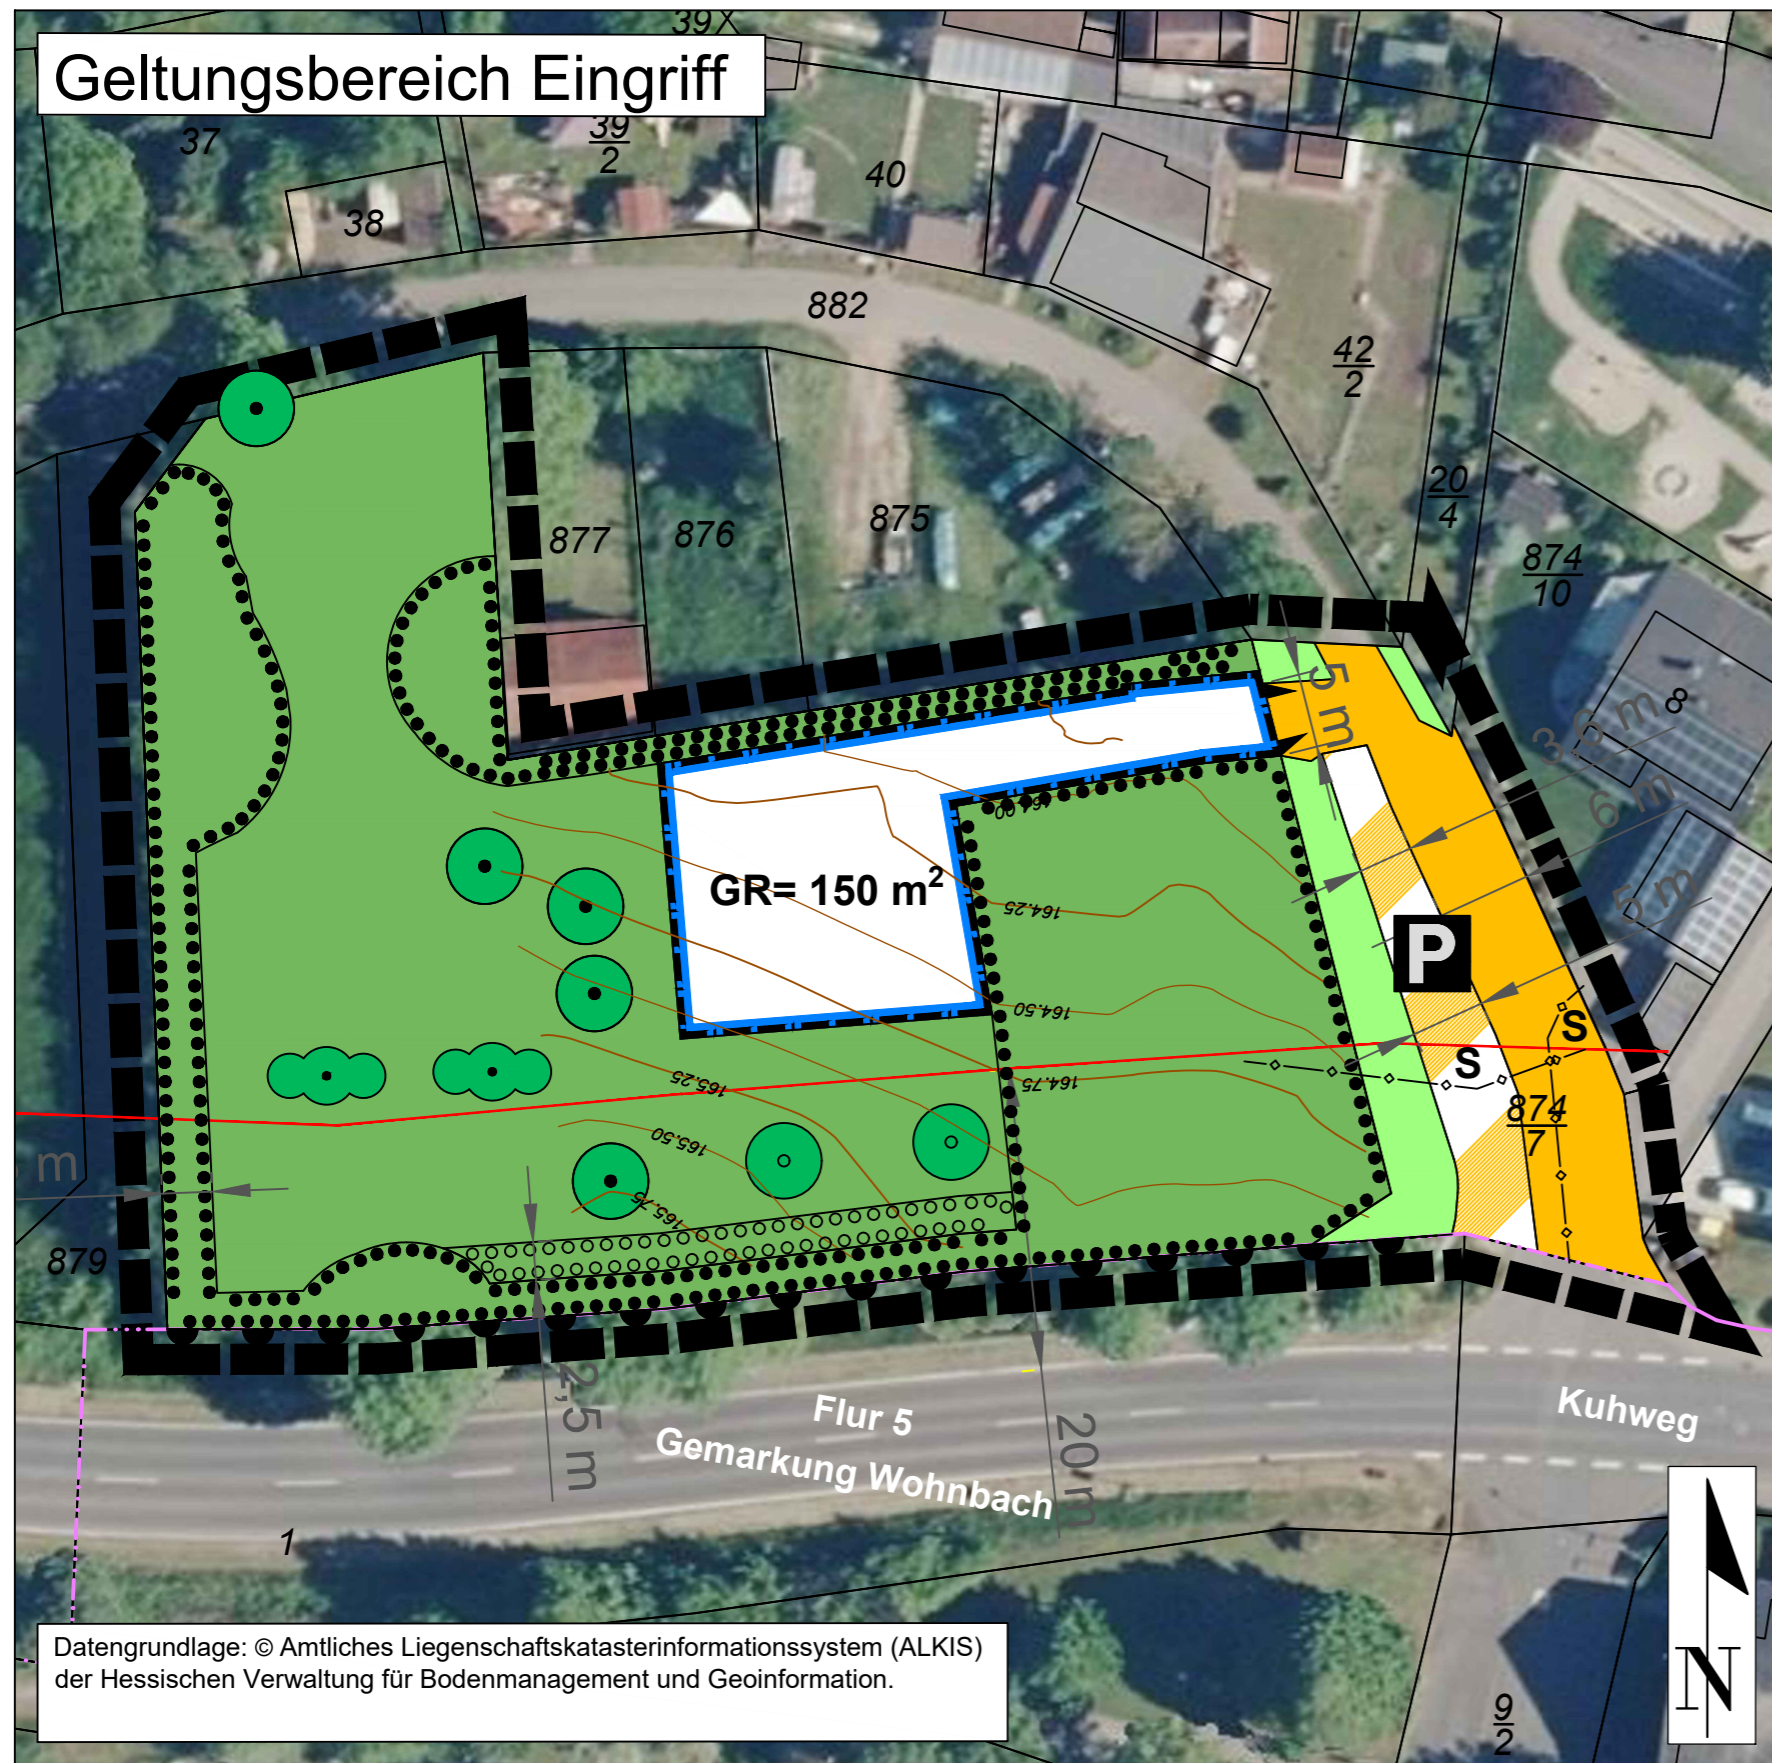 39
Geltungsbereich Eingriff
37
39
2
40
38
882
42
2
20
4
877
876
875
874
10
5 m
8
3,6 m
6 m
164.00
GR= 150 m²
5 m
164.25
P
164.50
S
S
164.75
165.25
874
7
165.50
m
165.75
879
2,5 m
Flur 5
Kuhweg
Gemarkung Wohnbach
20 m
1
Datengrundlage: © Amtliches Liegenschaftskatasterinformationssystem (ALKIS)
der Hessischen Verwaltung für Bodenmanagement und Geoinformation.
N
9
2